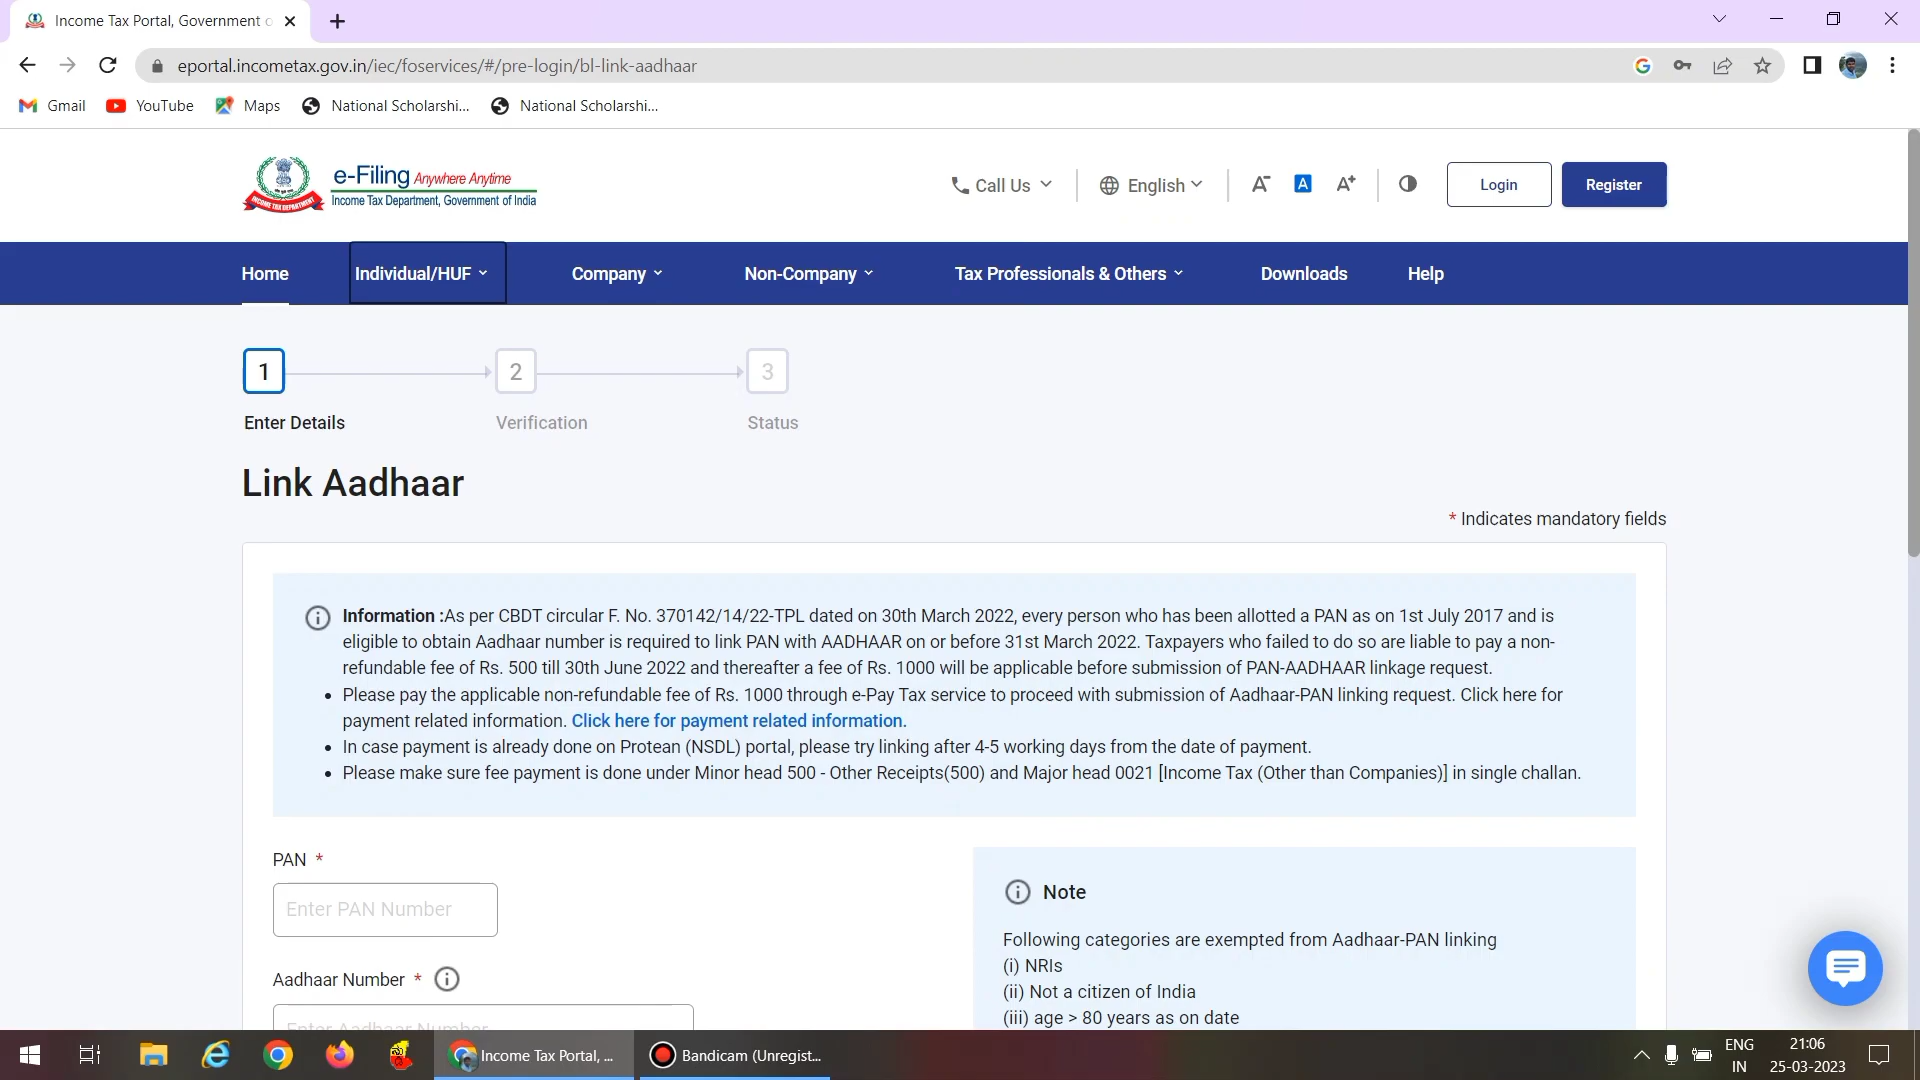 Income Tax Portal, Government o
eportal.incometax.gov.in/iec/foservices/#/pre-login/bl-link-aadhaar
Gmail YouTube Maps National Scholarshi... National Scholarshi...
e-Filing Anywhere Anytime
Income Tax Department, Government of India
INCOME TAX DEPARTMENT
Call Us English A- A A+ Login Register
Home Individual/HUF Company Non-Company Tax Professionals & Others Downloads Help
1 2 3
Enter Details Verification Status
Link Aadhaar
* Indicates mandatory fields
Information :As per CBDT circular F. No. 370142/14/22-TPL dated on 30th March 2022, every person who has been allotted a PAN as on 1st July 2017 and is
eligible to obtain Aadhaar number is required to link PAN with AADHAAR on or before 31st March 2022. Taxpayers who failed to do so are liable to pay a non-
refundable fee of Rs. 500 till 30th June 2022 and thereafter a fee of Rs. 1000 will be applicable before submission of PAN-AADHAAR linkage request.
• Please pay the applicable non-refundable fee of Rs. 1000 through e-Pay Tax service to proceed with submission of Aadhaar-PAN linking request. Click here for
payment related information. Click here for payment related information.
• In case payment is already done on Protean (NSDL) portal, please try linking after 4-5 working days from the date of payment.
• Please make sure fee payment is done under Minor head 500 - Other Receipts(500) and Major head 0021 [Income Tax (Other than Companies)] in single challan.
PAN *
Enter PAN Number
Aadhaar Number *
Enter Aadhaar Number
Note
Following categories are exempted from Aadhaar-PAN linking
(i) NRIs
(ii) Not a citizen of India
(iii) age > 80 years as on date
Income Tax Portal, ... Bandicam (Unregist...
ENG
IN
21:06
25-03-2023